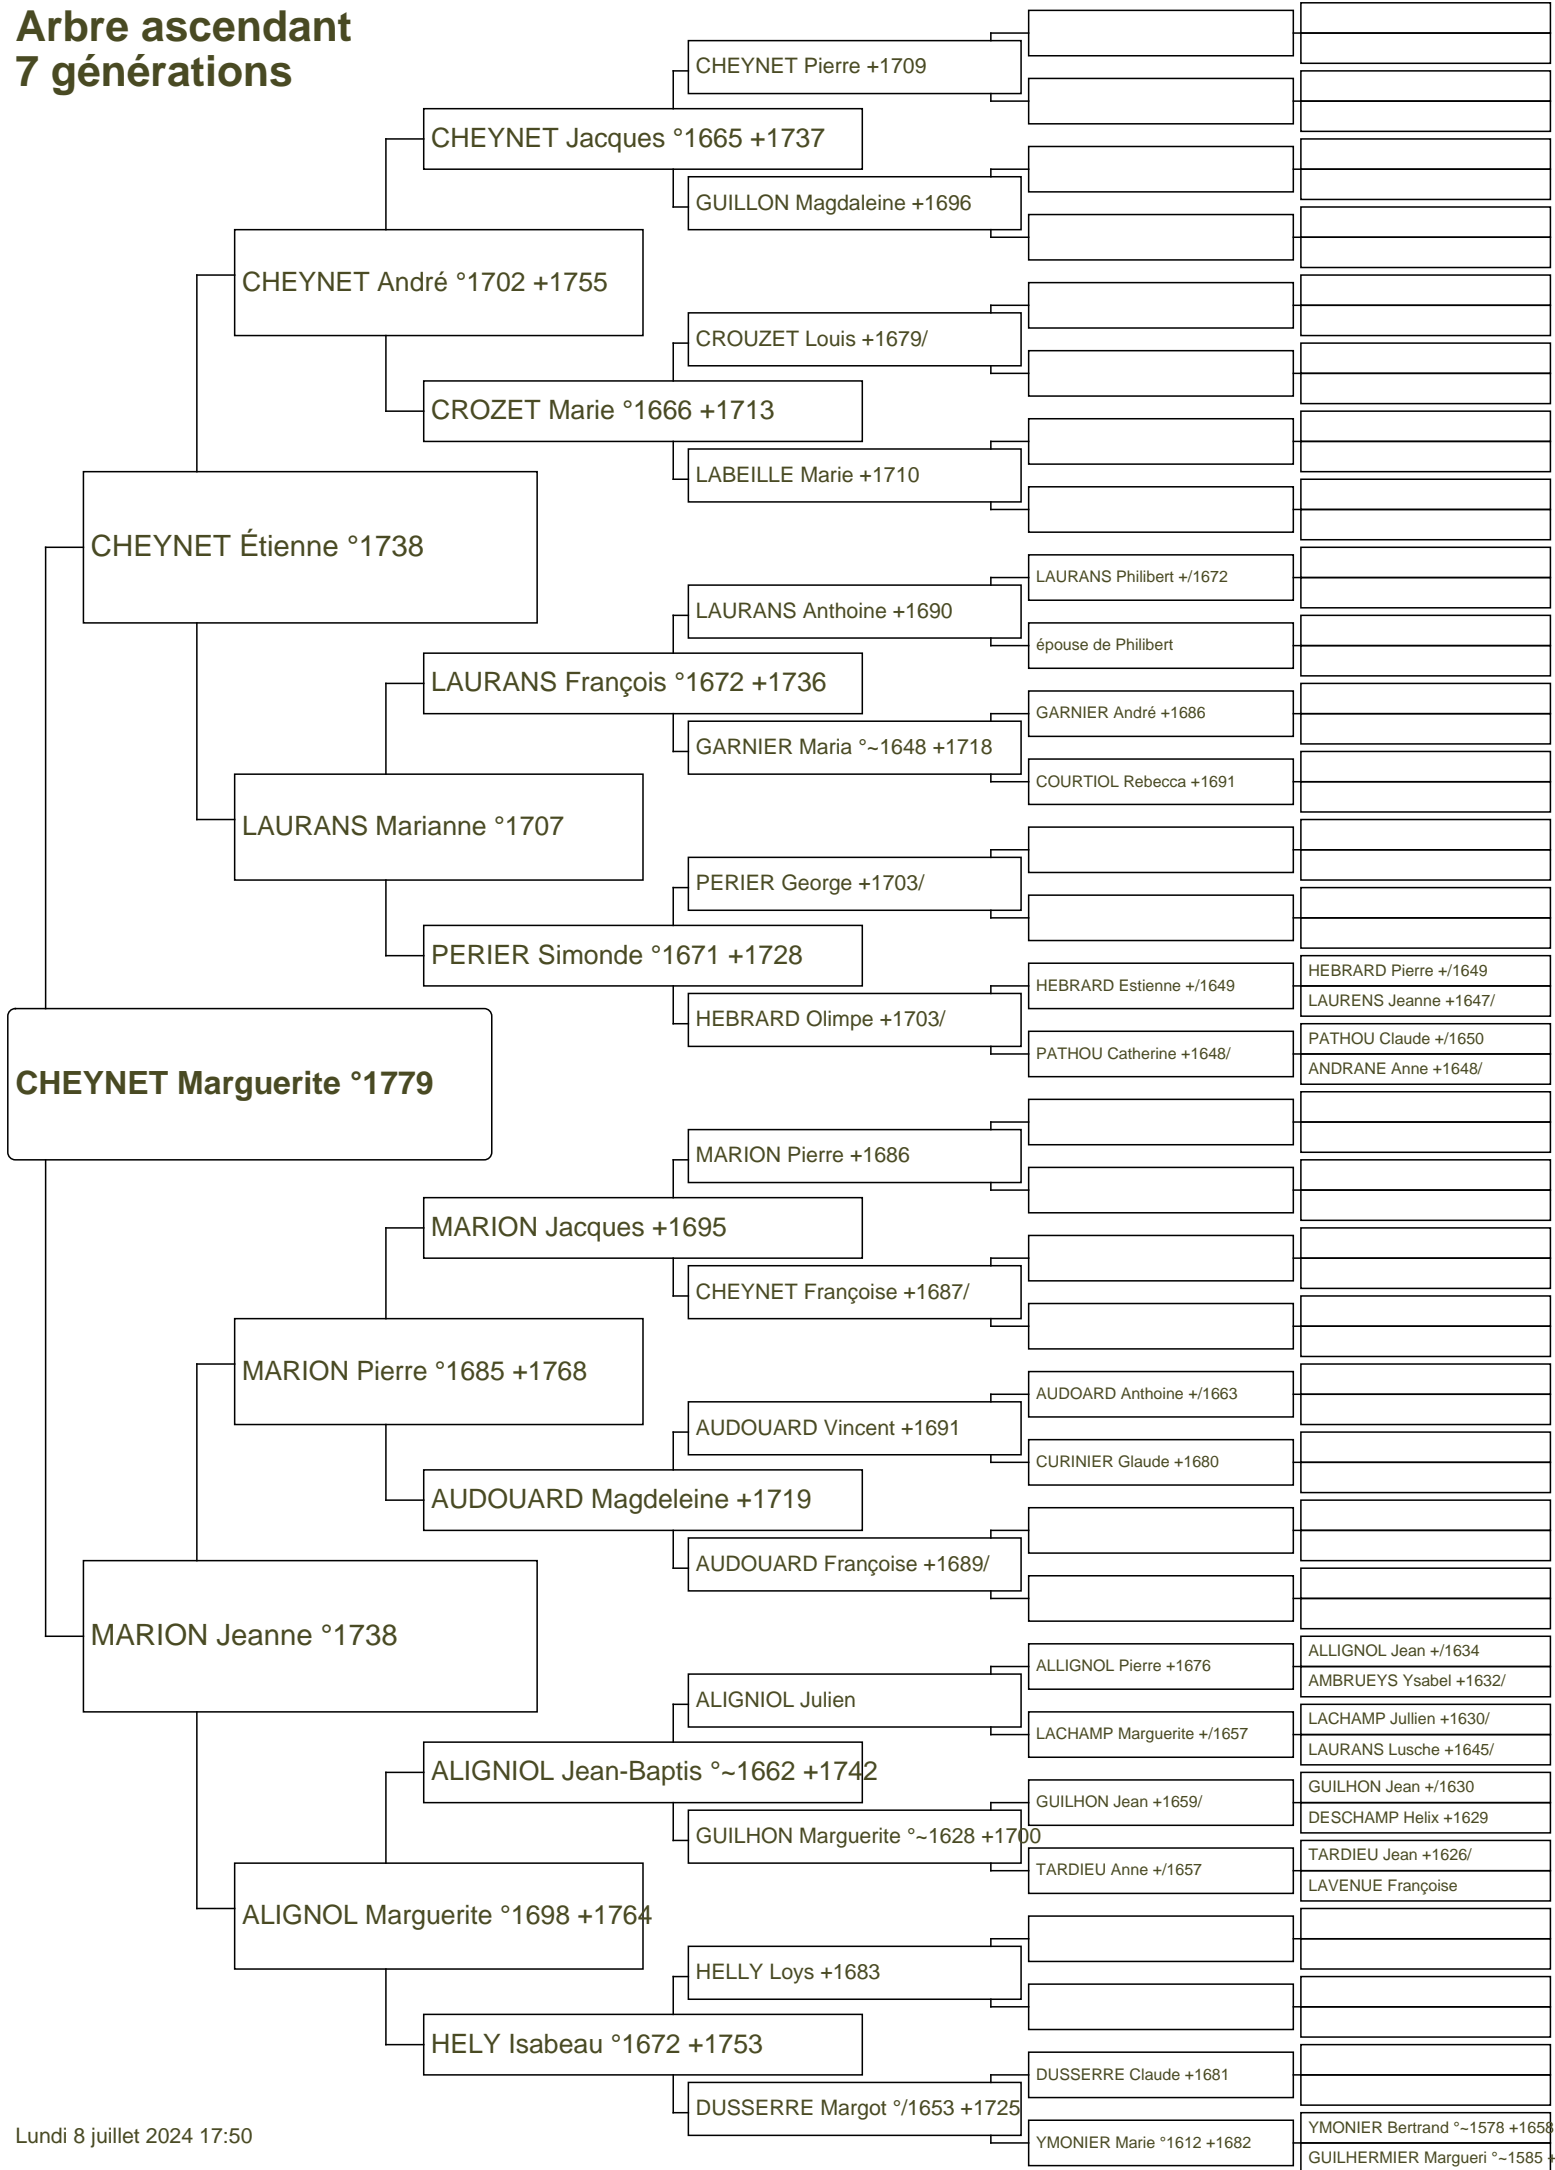 Arbre ascendant
7 générations
CHEYNET Pierre +1709
CHEYNET Jacques °1665 +1737
GUILLON Magdaleine +1696
CHEYNET André °1702 +1755
CROUZET Louis +1679/
CROZET Marie °1666 +1713
LABEILLE Marie +1710
CHEYNET Étienne °1738
LAURANS Philibert +/1672
LAURANS Anthoine +1690
épouse de Philibert
LAURANS François °1672 +1736
GARNIER André +1686
GARNIER Maria °~1648 +1718
COURTIOL Rebecca +1691
LAURANS Marianne °1707
PERIER George +1703/
PERIER Simonde °1671 +1728
HEBRARD Pierre +/1649
HEBRARD Estienne +/1649
LAURENS Jeanne +1647/
HEBRARD Olimpe +1703/
PATHOU Claude +/1650
PATHOU Catherine +1648/
ANDRANE Anne +1648/
CHEYNET Marguerite °1779
MARION Pierre +1686
MARION Jacques +1695
CHEYNET Françoise +1687/
MARION Pierre °1685 +1768
AUDOARD Anthoine +/1663
AUDOUARD Vincent +1691
CURINIER Glaude +1680
AUDOUARD Magdeleine +1719
AUDOUARD Françoise +1689/
MARION Jeanne °1738
ALLIGNOL Jean +/1634
ALLIGNOL Pierre +1676
AMBRUEYS Ysabel +1632/
ALIGNIOL Julien
LACHAMP Jullien +1630/
LACHAMP Marguerite +/1657
LAURANS Lusche +1645/
ALIGNIOL Jean-Baptis °~1662 +1742
GUILHON Jean +/1630
GUILHON Jean +1659/
DESCHAMP Helix +1629
GUILHON Marguerite °~1628 +1700
TARDIEU Jean +1626/
TARDIEU Anne +/1657
LAVENUE Françoise
ALIGNOL Marguerite °1698 +1764
HELLY Loys +1683
HELY Isabeau °1672 +1753
DUSSERRE Claude +1681
DUSSERRE Margot °/1653 +1725
YMONIER Bertrand °~1578 +1658
YMONIER Marie °1612 +1682
GUILHERMIER Margueri °~1585 +
Lundi 8 juillet 2024 17:50